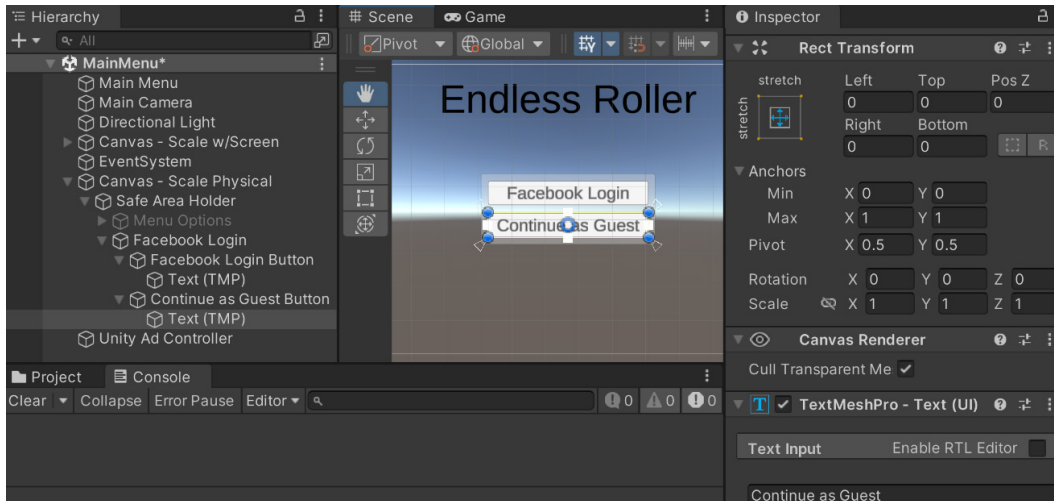 Hierarchy
All
MainMenu*
Main Menu
Main Camera
Directional Light
Canvas - Scale w/Screen
EventSystem
Canvas - Scale Physical
Safe Area Holder
Menu Options
Facebook Login
Facebook Login Button
Text (TMP)
Continue as Guest Button
Text (TMP)
Unity Ad Controller
Scene Game
Pivot Global
Endless Roller
Facebook Login
Continue as Guest
Project Console
Clear Collapse Error Pause Editor 0 0 0
Inspector
Rect Transform
stretch Left Top Pos Z
stretch
0 0 0
Right Bottom
0 0 R
Anchors
Min X 0 Y 0
Max X 1 Y 1
Pivot X 0.5 Y 0.5
Rotation X 0 Y 0 Z 0
Scale X 1 Y 1 Z 1
Canvas Renderer
Cull Transparent Me
T TextMeshPro - Text (UI)
Text Input Enable RTL Editor
Continue as Guest